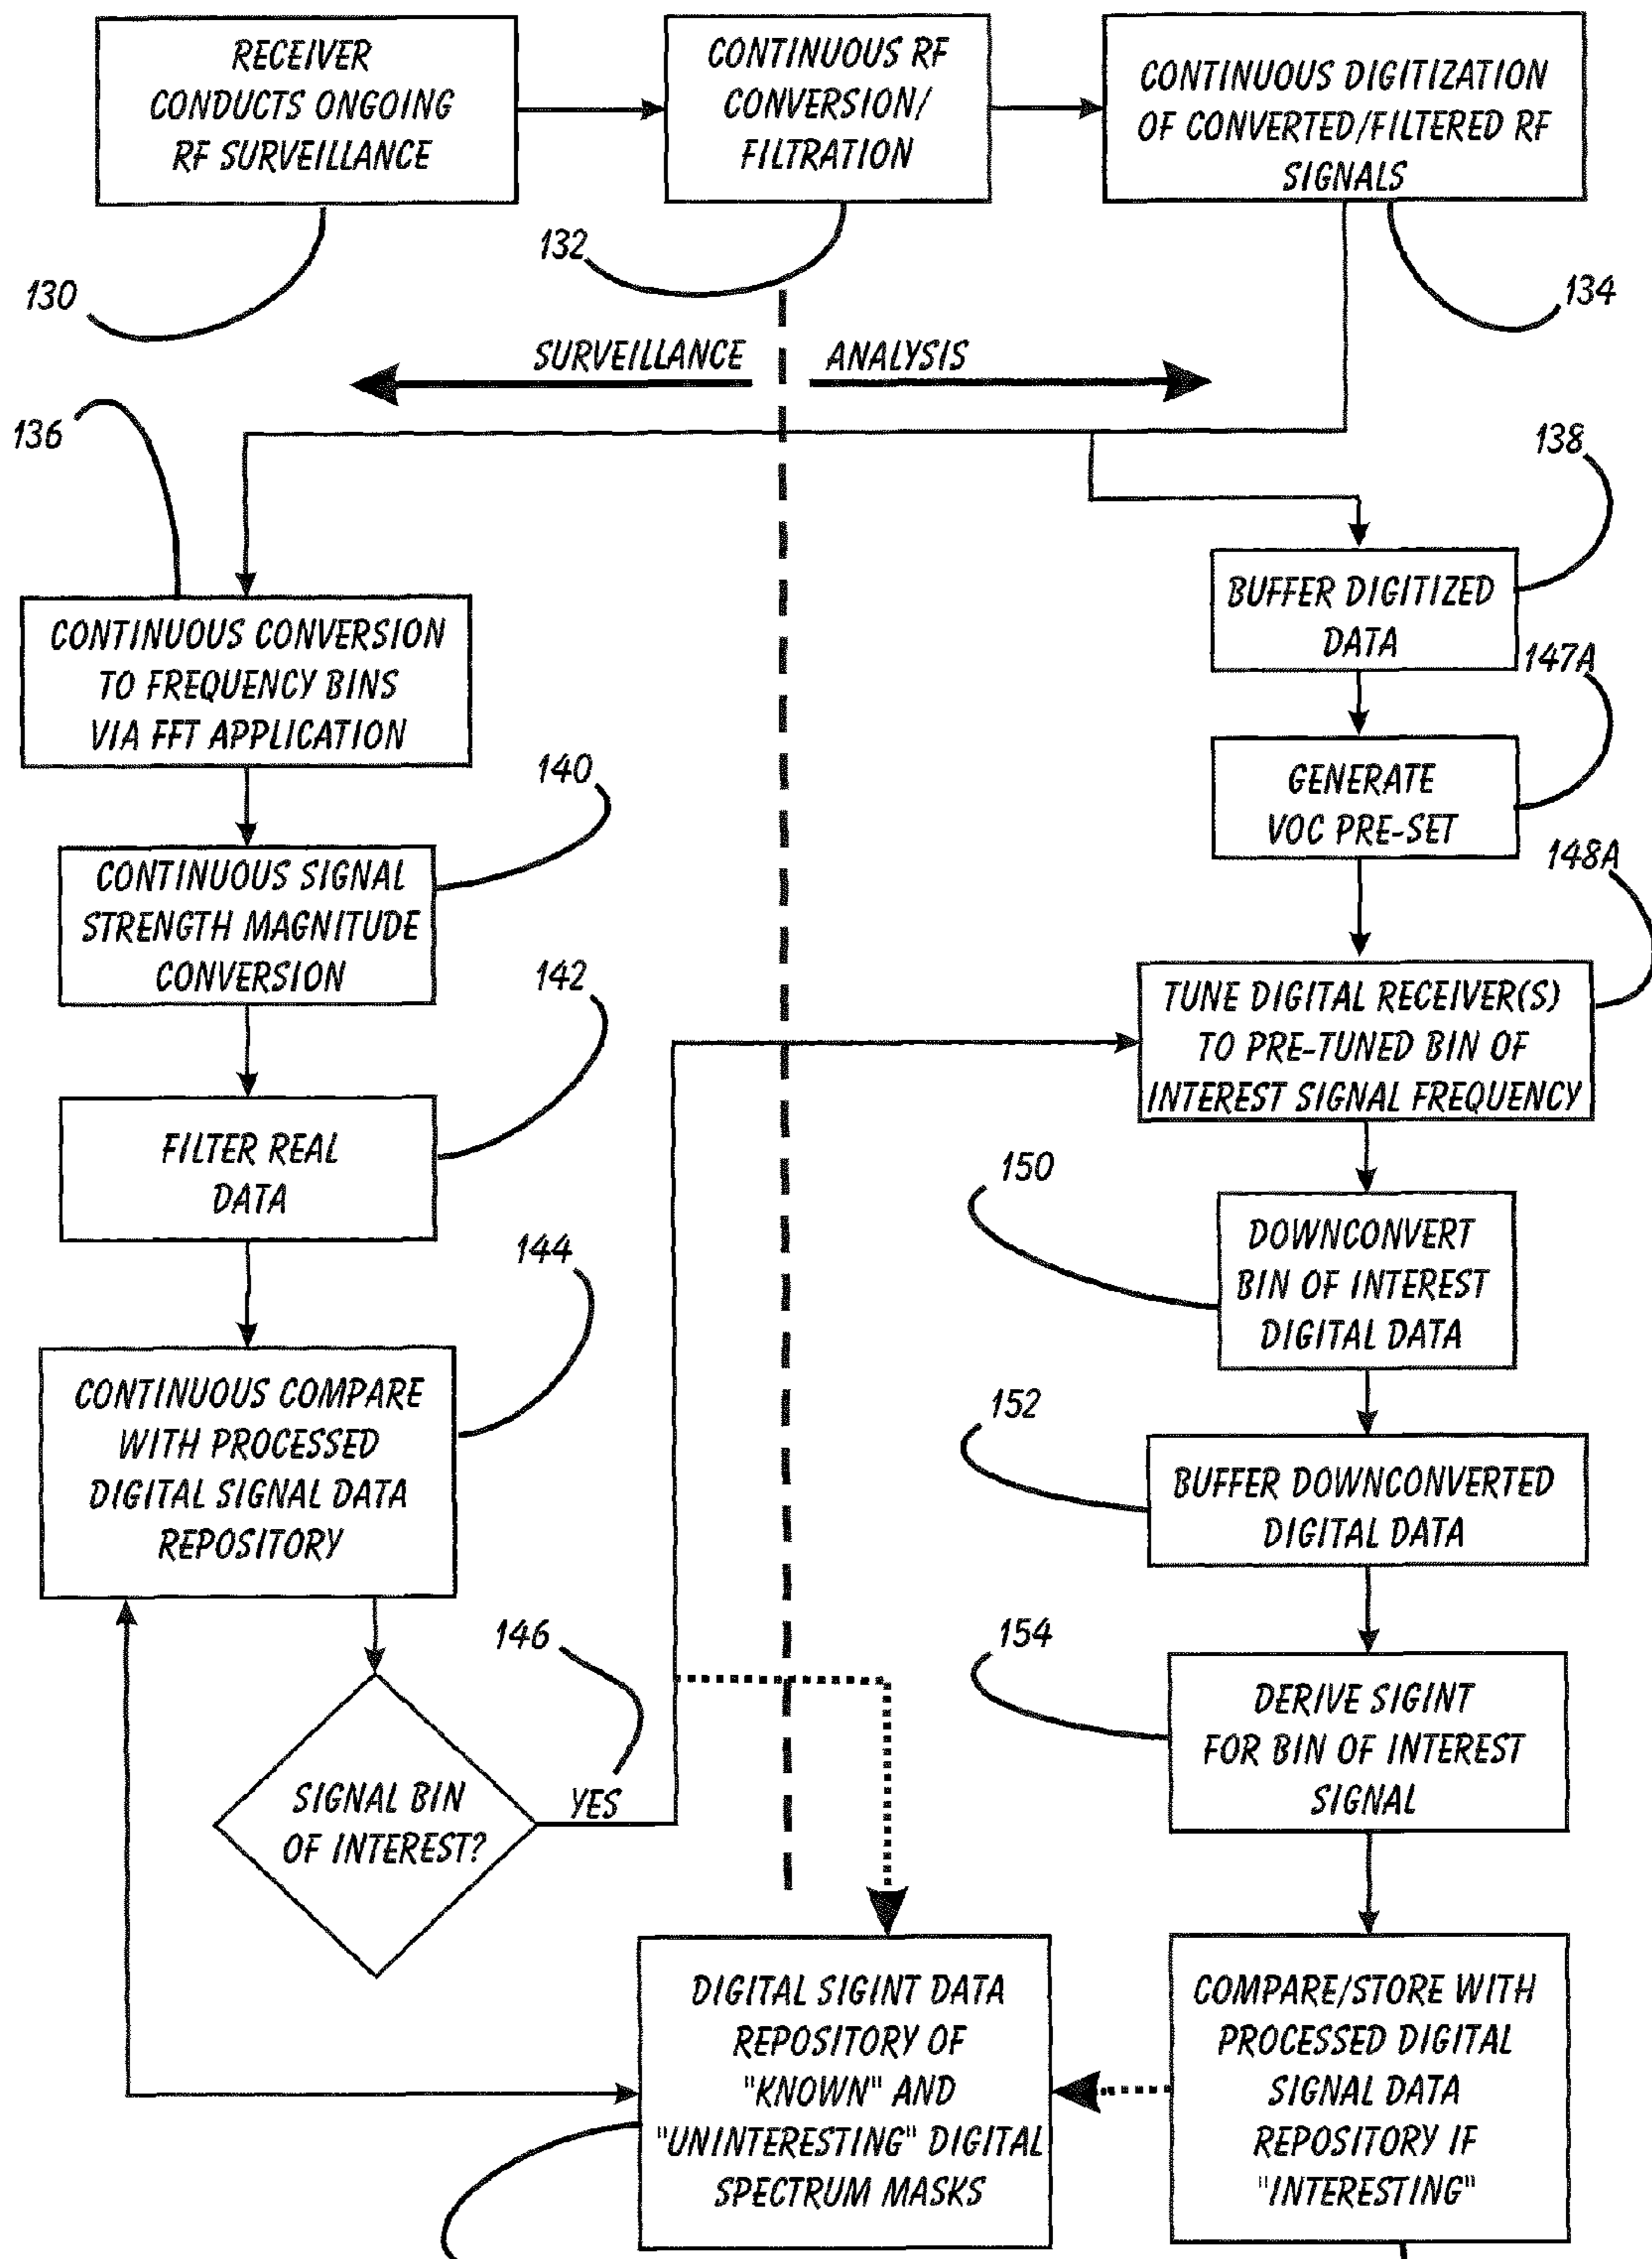 RECEIVER
CONDUCTS ONGOING
RF SURVEILLANCE
CONTINUOUS RF
CONVERSION/
FILTRATION
CONTINUOUS DIGITIZATION
OF CONVERTED/FILTERED RF
SIGNALS
130
132
134
SURVEILLANCE
ANALYSIS
136
138
CONTINUOUS CONVERSION
TO FREQUENCY BINS
VIA FFT APPLICATION
BUFFER DIGITIZED
DATA
147A
GENERATE
VOC PRE-SET
140
CONTINUOUS SIGNAL
STRENGTH MAGNITUDE
CONVERSION
148A
142
TUNE DIGITAL RECEIVER(S)
TO PRE-TUNED BIN OF
INTEREST SIGNAL FREQUENCY
FILTER REAL
DATA
150
DOWNCONVERT
BIN OF INTEREST
DIGITAL DATA
144
CONTINUOUS COMPARE
WITH PROCESSED
DIGITAL SIGNAL DATA
REPOSITORY
152
BUFFER DOWNCONVERTED
DIGITAL DATA
146
154
DERIVE SIGINT
FOR BIN OF INTEREST
SIGNAL
SIGNAL BIN
OF INTEREST?
YES
DIGITAL SIGINT DATA
REPOSITORY OF
"KNOWN" AND
"UNINTERESTING" DIGITAL
SPECTRUM MASKS
COMPARE/STORE WITH
PROCESSED DIGITAL
SIGNAL DATA
REPOSITORY IF
"INTERESTING"